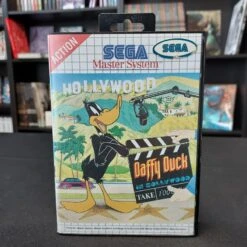 ACTION
SEGA
Master System
SEGA
HOLLYWOOD
Daffy Duck
IN HOLLYWOOD
TAKE